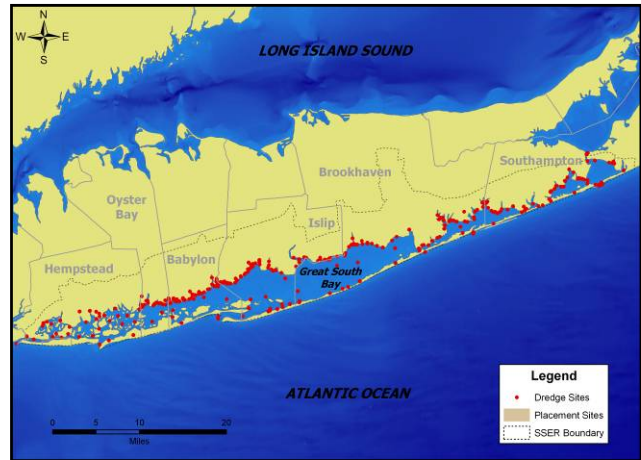 N
W E
S
LONG ISLAND SOUND
Southampton
Brookhaven
Oyster
Bay
Islip
Babylon
Hempstead
Great South
Bay
ATLANTIC OCEAN
Legend
Dredge Sites
Placement Sites
SSER Boundary
0 5 10 20
Miles